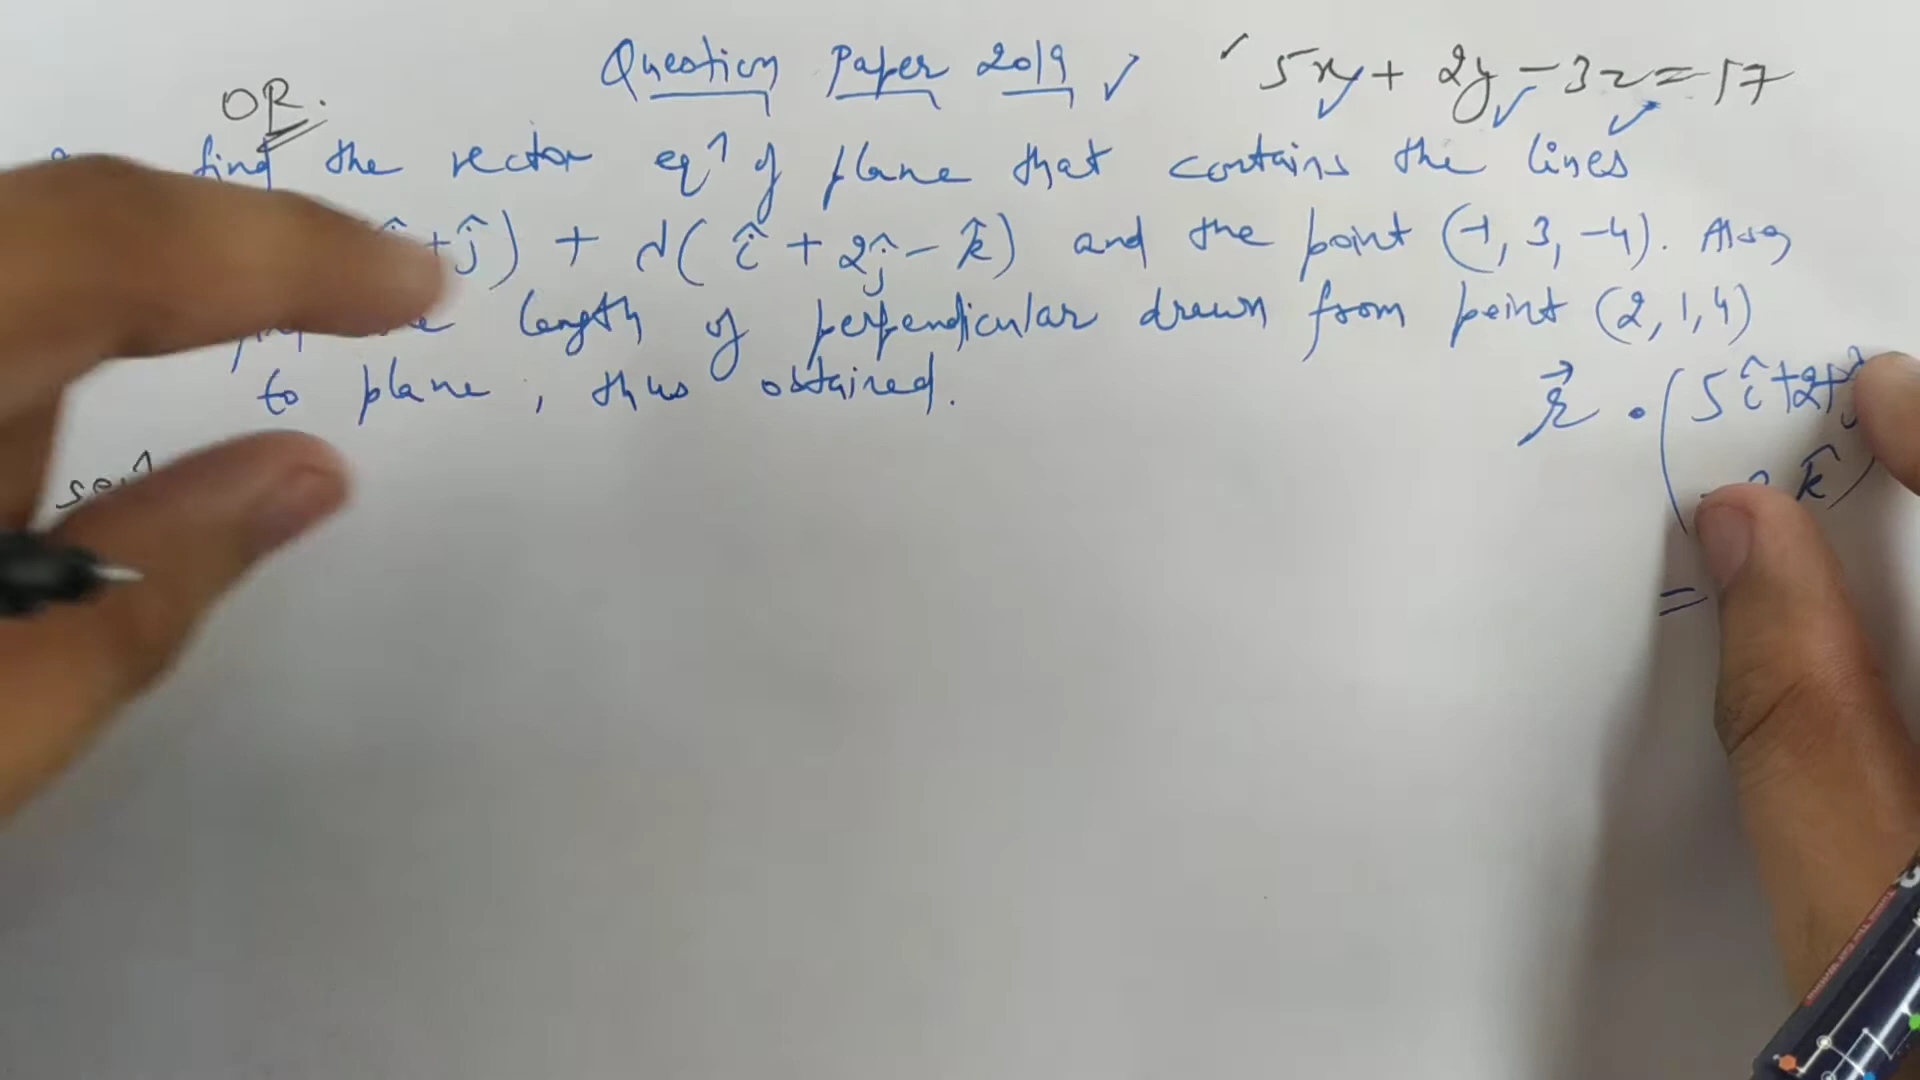 Question Paper 2019 ✓ ✓ 5x + 2y - 3z = 17
OR.
find the vector eqn of plane that contains the lines
î + ĵ) + λ( î + 2ĵ - k̂) and the point (-1, 3, -4). Also
length of perpendicular drawn from point (2, 1, 4)
to plane, thus obtained.
r⃗ . ( 5î + 2ĵ
k̂)
=